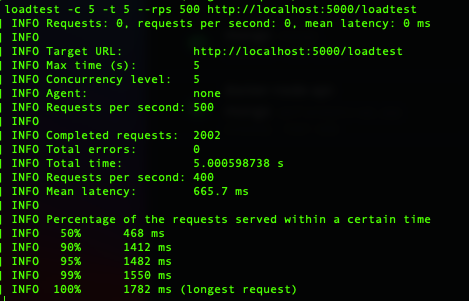 loadtest -c 5 -t 5 --rps 500 http://localhost:5000/loadtest
| INFO Requests: 0, requests per second: 0, mean latency: 0 ms
| INFO
| INFO Target URL: http://localhost:5000/loadtest
| INFO Max time (s): 5
| INFO Concurrency level: 5
| INFO Agent: none
| INFO Requests per second: 500
| INFO
| INFO Completed requests: 2002
| INFO Total errors: 0
| INFO Total time: 5.000598738 s
| INFO Requests per second: 400
| INFO Mean latency: 665.7 ms
| INFO
| INFO Percentage of the requests served within a certain time
| INFO 50% 468 ms
| INFO 90% 1412 ms
| INFO 95% 1482 ms
| INFO 99% 1550 ms
| INFO 100% 1782 ms (longest request)